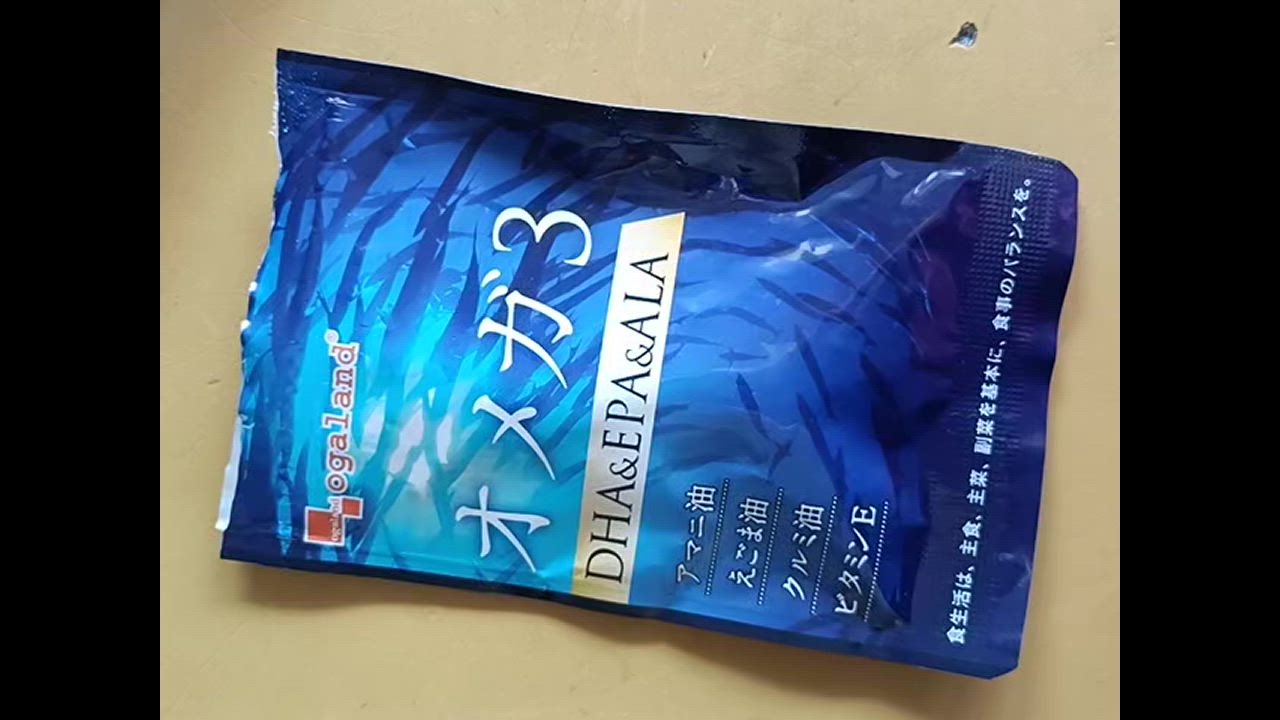 ogaland
ogaland®
オメガ3
DHA&EPA&ALA
アマニ油
えごま油
クルミ油
ビタミンE
食生活は、主食、主菜、副菜を基本に、食事のバランスを。